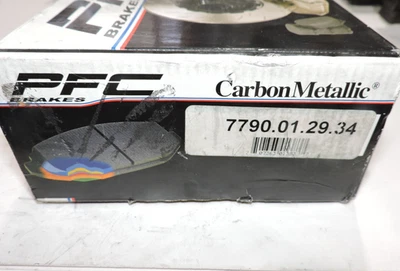 PFC
BRAKES
CarbonMetallic®
7790.01.29.34